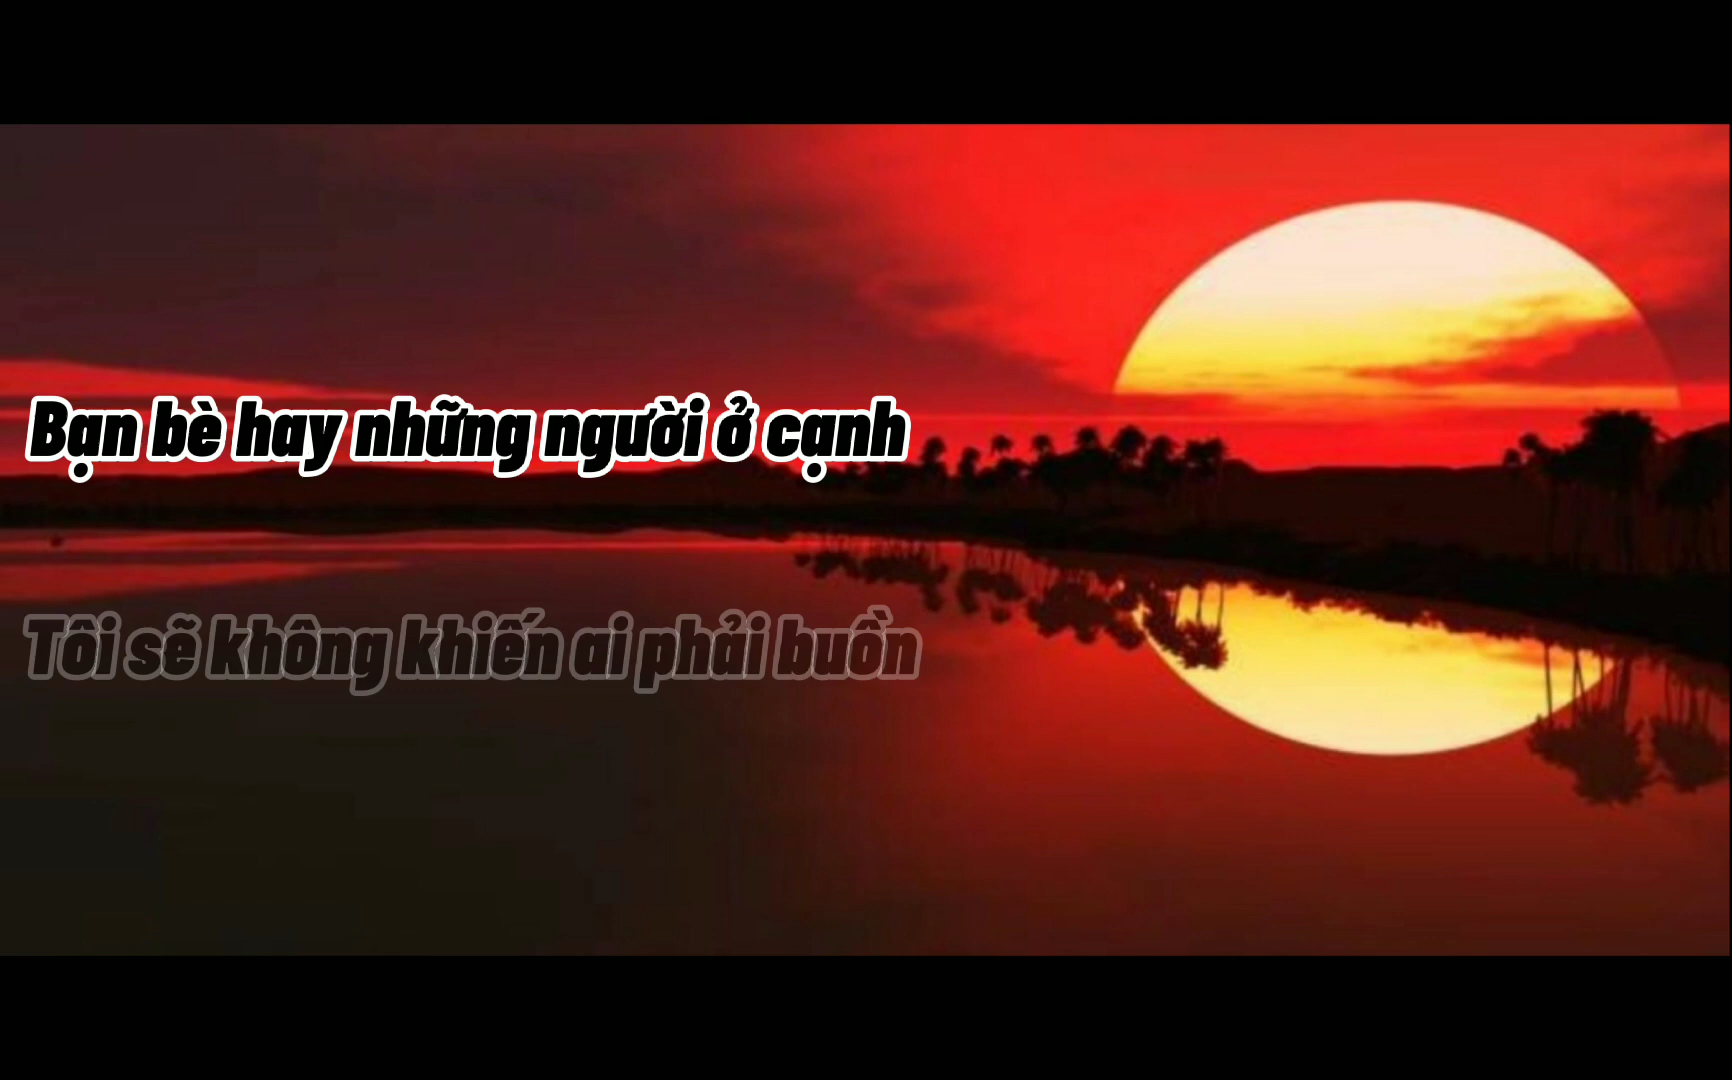 Bạn bè hay những người ở cạnh
Tôi sẽ không khiến ai phải buồn